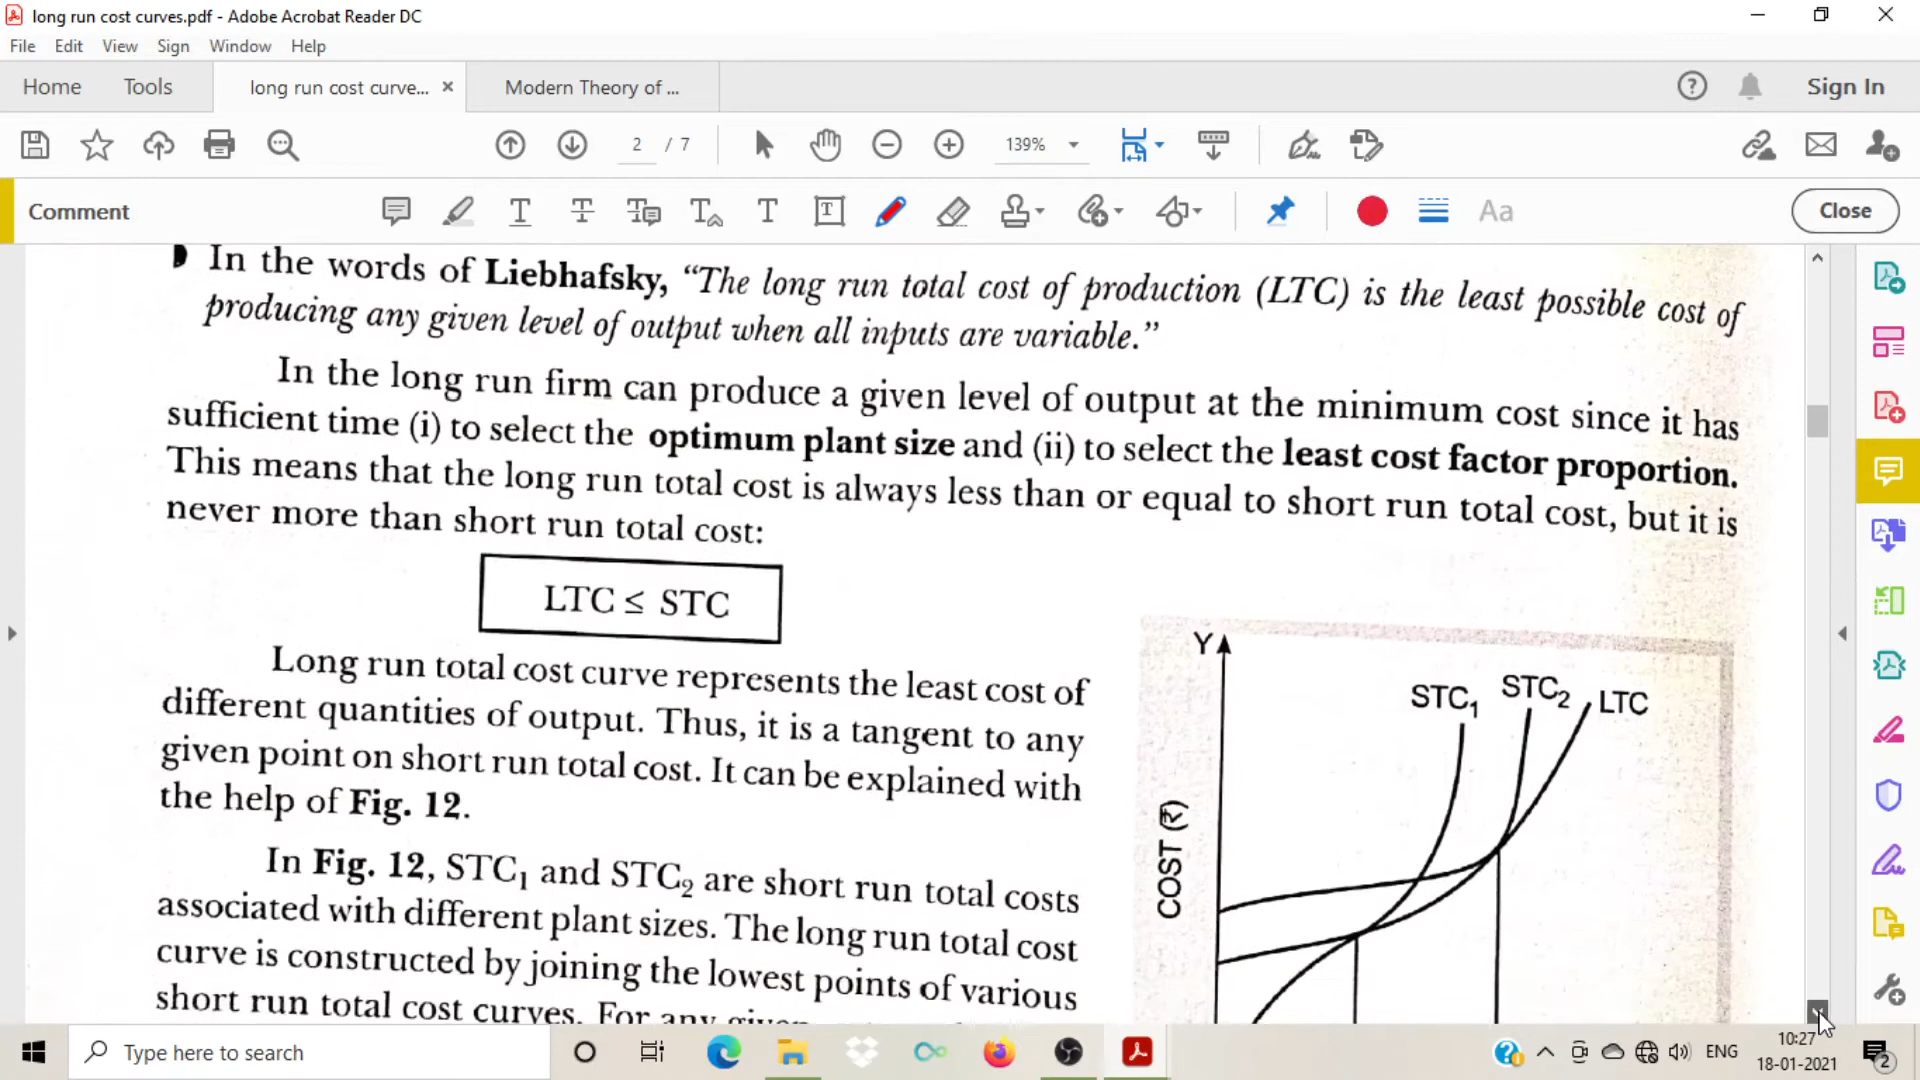 long run cost curves.pdf - Adobe Acrobat Reader DC
File Edit View Sign Window Help
Home Tools long run cost curve... × Modern Theory of ... Sign In
2 / 7 139%
Comment Aa Close
In the words of Liebhafsky, “The long run total cost of production (LTC) is the least possible cost of
producing any given level of output when all inputs are variable.”
In the long run firm can produce a given level of output at the minimum cost since it has
sufficient time (i) to select the optimum plant size and (ii) to select the least cost factor proportion.
This means that the long run total cost is always less than or equal to short run total cost, but it is
never more than short run total cost:
LTC ≤ STC
Long run total cost curve represents the least cost of
different quantities of output. Thus, it is a tangent to any
given point on short run total cost. It can be explained with
the help of Fig. 12.
In Fig. 12, STC₁ and STC₂ are short run total costs
associated with different plant sizes. The long run total cost
curve is constructed by joining the lowest points of various
short run total cost curves. For any given
Y
STC₁ STC₂ LTC
COST (₹)
Type here to search
ENG
10:27
18-01-2021
2